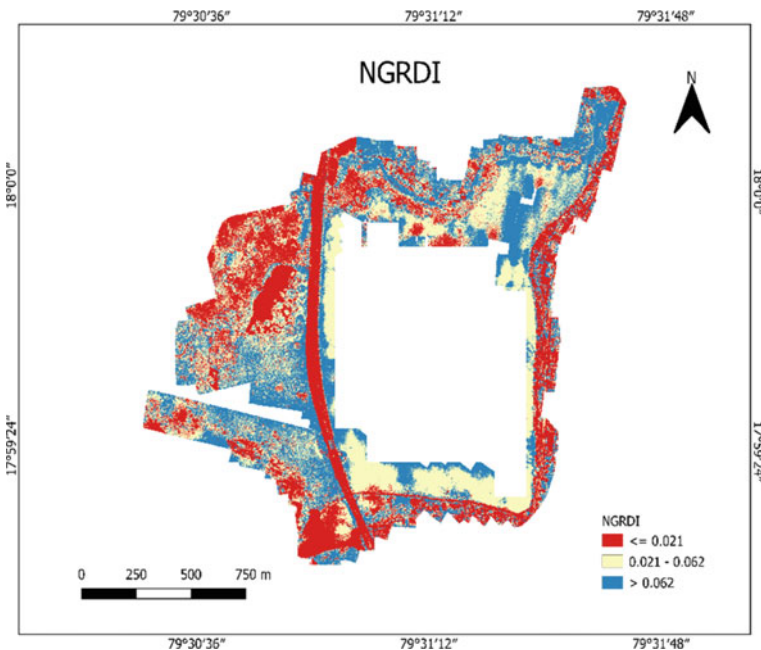 79°30'36" 79°31'12" 79°31'48"
NGRDI
N
18°0'0" 18°0'0"
17°59'24" 17°59'24"
NGRDI
<= 0.021
0.021 - 0.062
> 0.062
0 250 500 750 m
79°30'36" 79°31'12" 79°31'48"